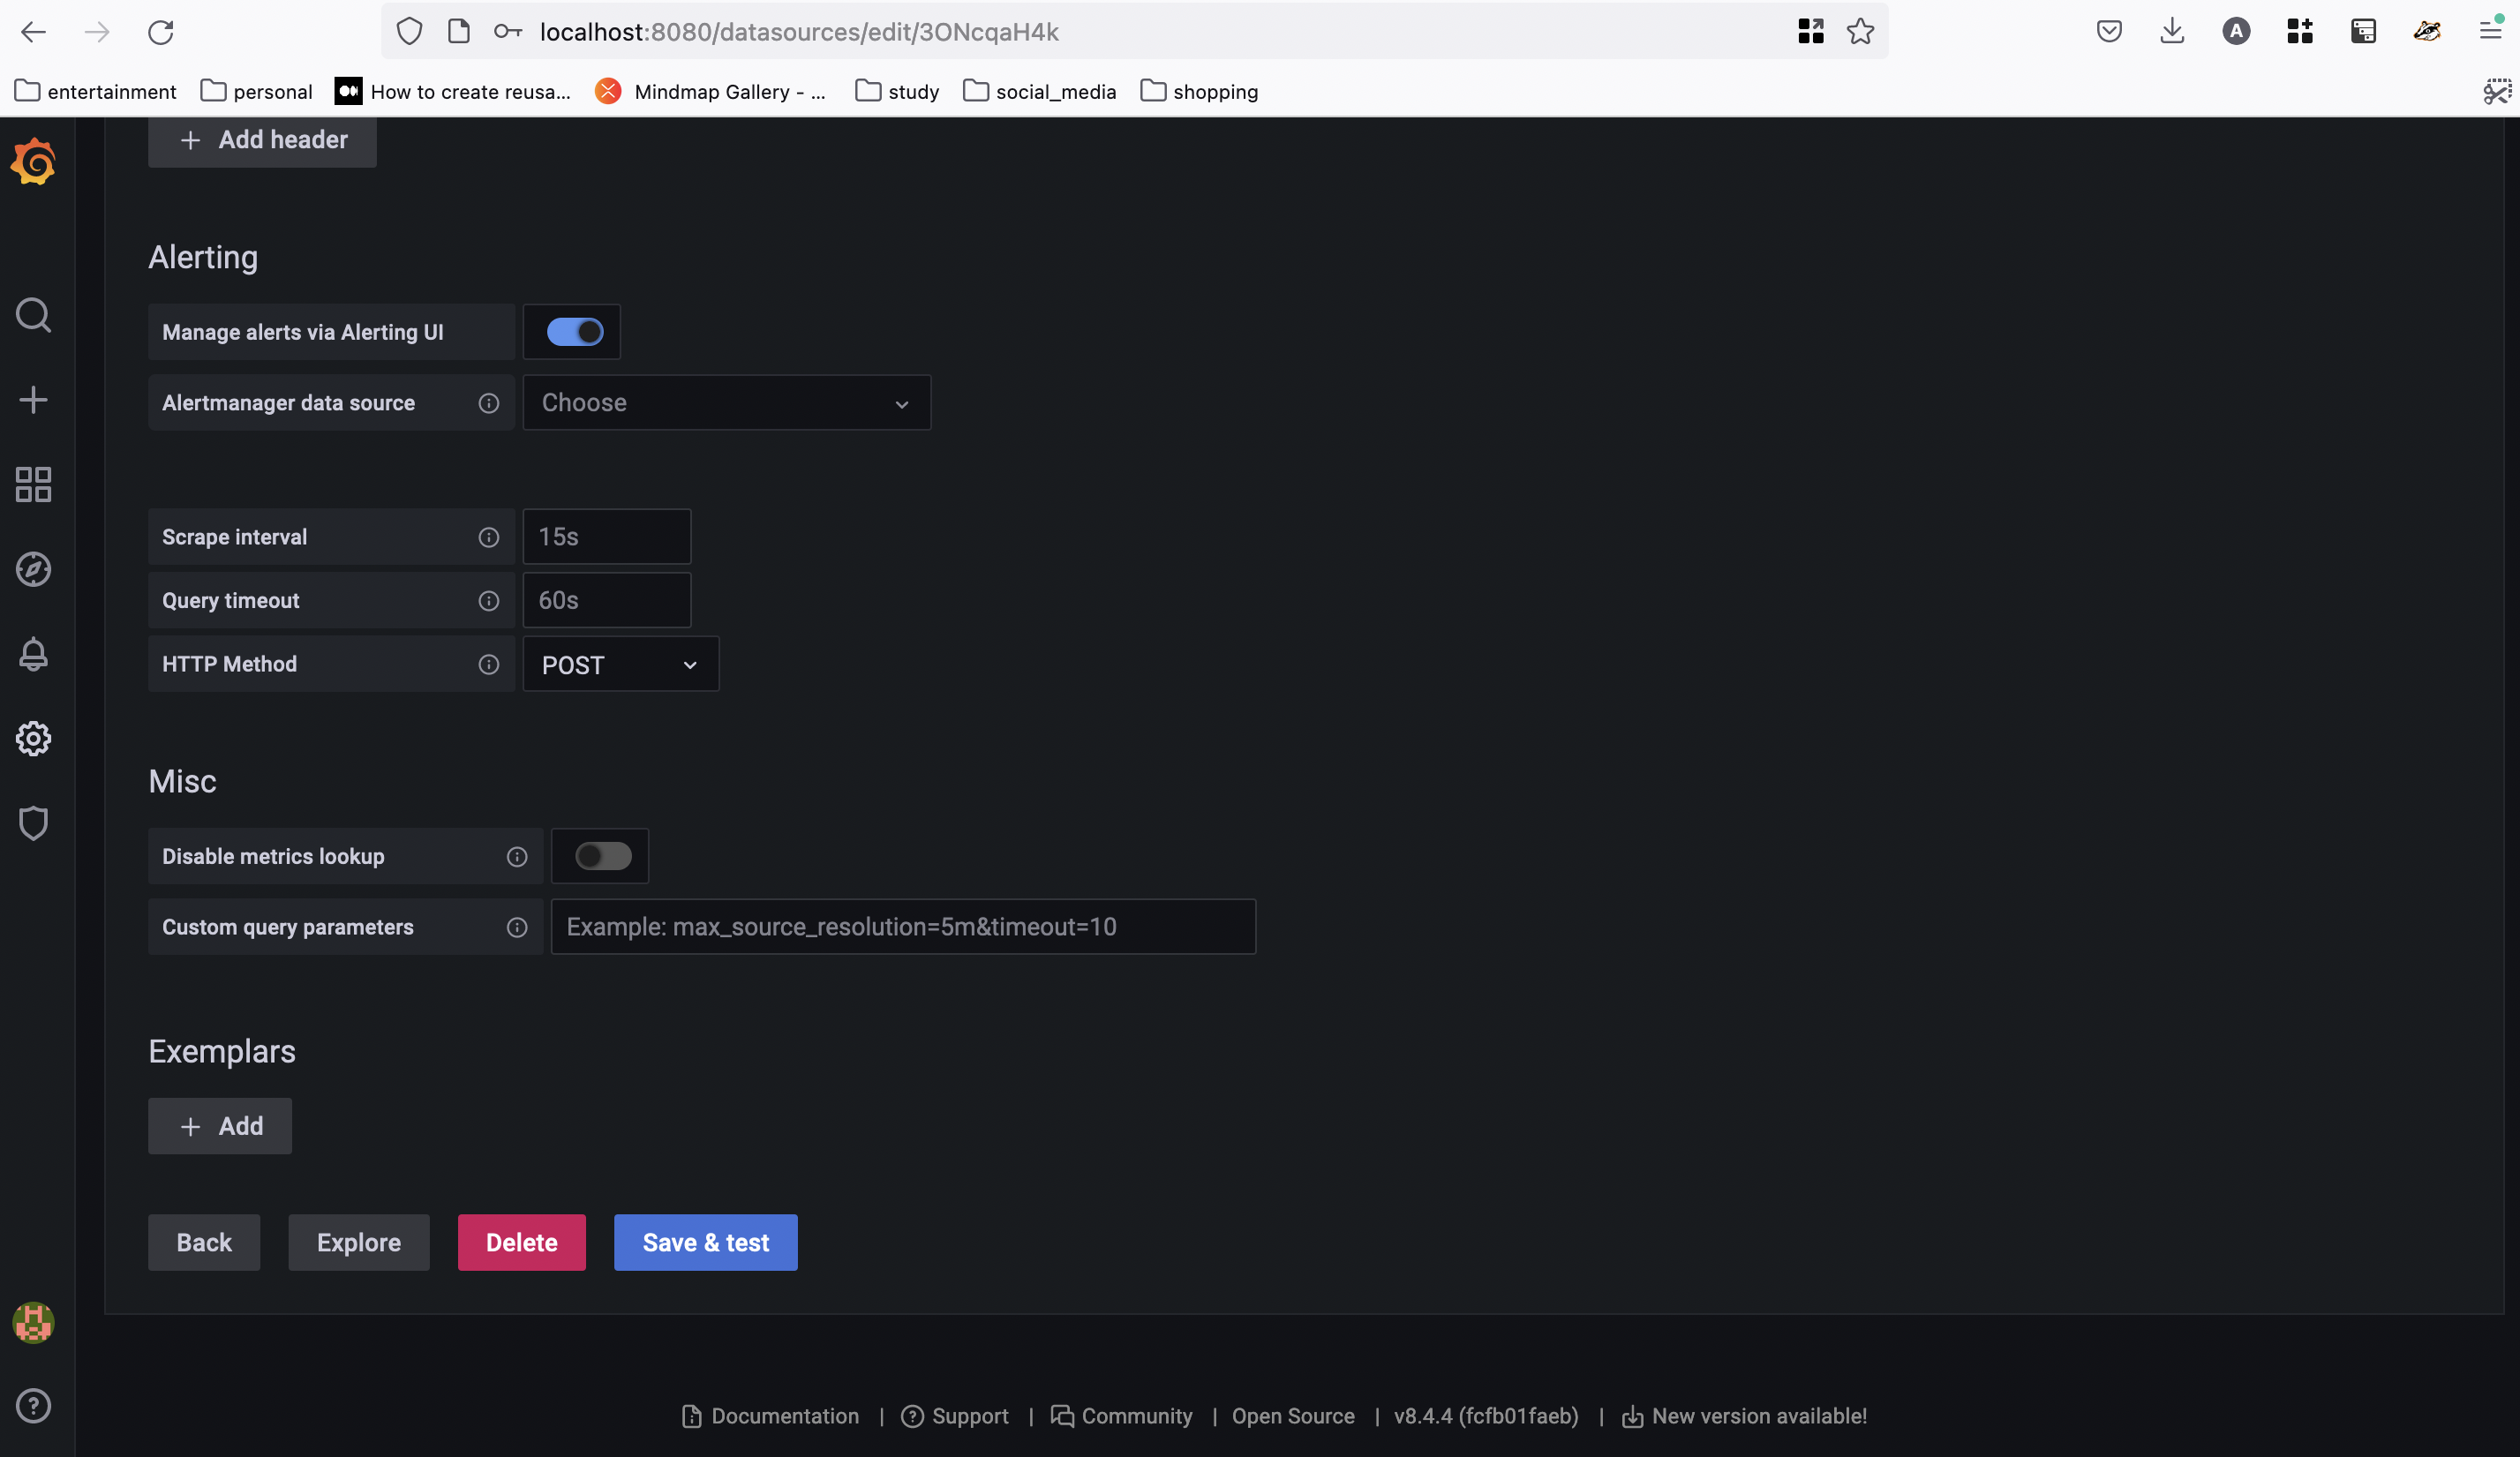 localhost:8080/datasources/edit/3ONcqaH4k
A
entertainment personal How to create reusa... Mindmap Gallery - ... study social_media shopping
+ Add header
Alerting
Manage alerts via Alerting UI
Alertmanager data source Choose
Scrape interval 15s
Query timeout 60s
HTTP Method POST
Misc
Disable metrics lookup
Custom query parameters Example: max_source_resolution=5m&timeout=10
Exemplars
+ Add
Back Explore Delete Save & test
Documentation | Support | Community | Open Source | v8.4.4 (fcfb01faeb) | New version available!